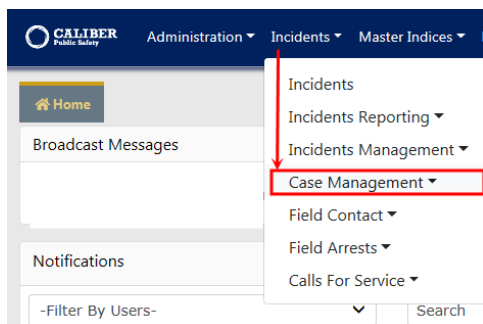 CALIBER
Public Safety
Administration Incidents Master Indices
Home
Broadcast Messages
Notifications
-Filter By Users-
Search
Incidents
Incidents Reporting
Incidents Management
Case Management
Field Contact
Field Arrests
Calls For Service